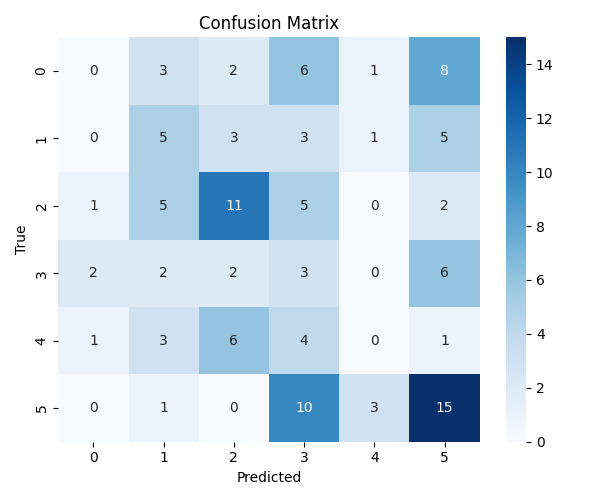 Confusion Matrix
0 0 3 2 6 1 8
1 0 5 3 3 1 5
2 1 5 11 5 0 2
3 2 2 2 3 0 6
4 1 3 6 4 0 1
5 0 1 0 10 3 15
0 1 2 3 4 5
True
Predicted
14
12
10
8
6
4
2
0